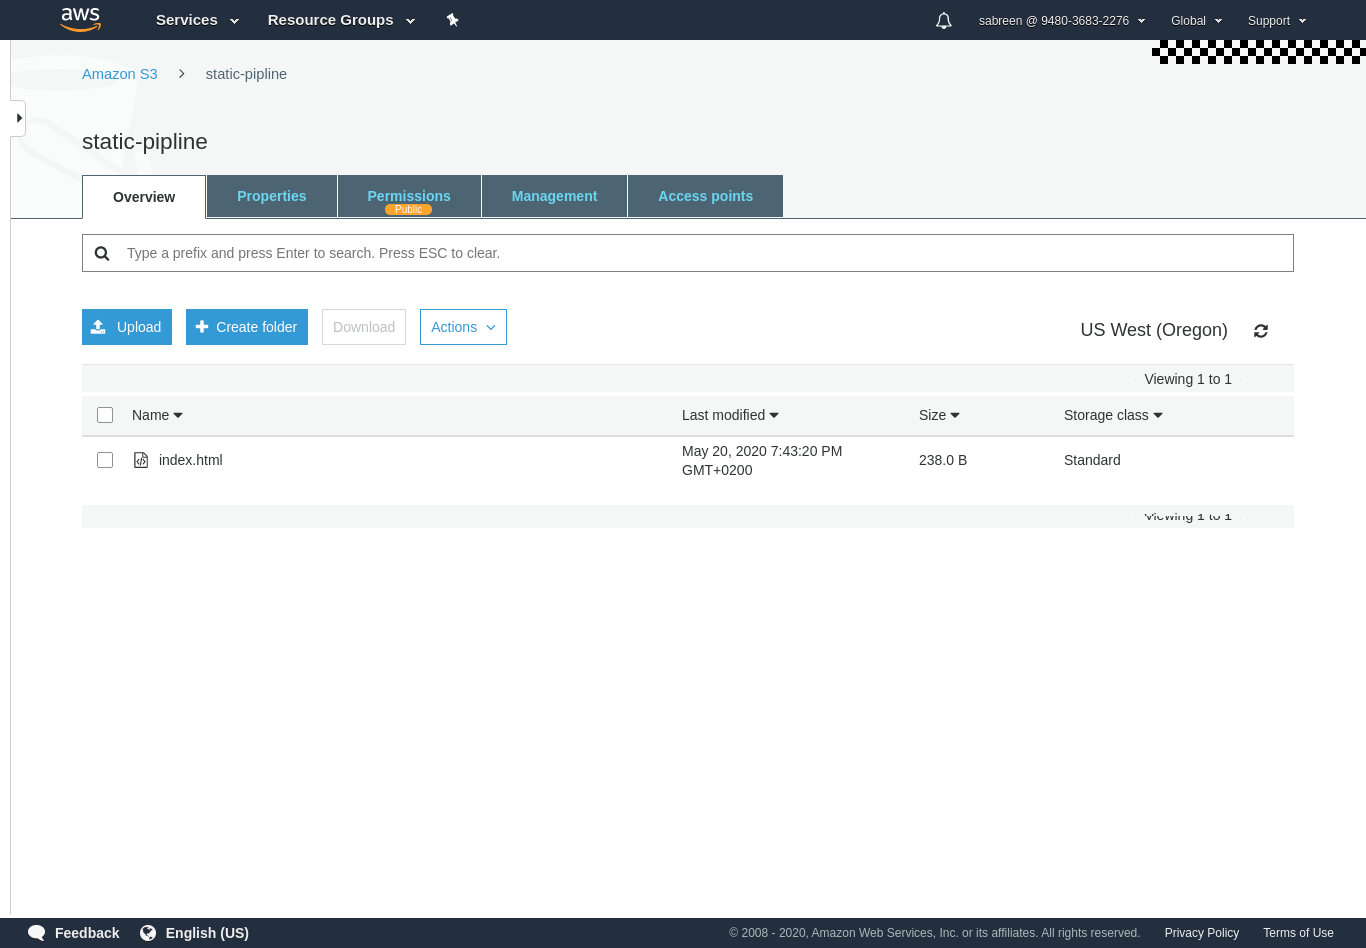 aws Services Resource Groups sabreen @ 9480-3683-2276 Global Support
Amazon S3 static-pipline
static-pipline
Overview Properties Permissions Management Access points
Public
Type a prefix and press Enter to search. Press ESC to clear.
Upload Create folder Download Actions US West (Oregon)
Viewing 1 to 1
Name Last modified Size Storage class
index.html May 20, 2020 7:43:20 PM GMT+0200 238.0 B Standard
Viewing 1 to 1
Feedback English (US) © 2008 - 2020, Amazon Web Services, Inc. or its affiliates. All rights reserved. Privacy Policy Terms of Use